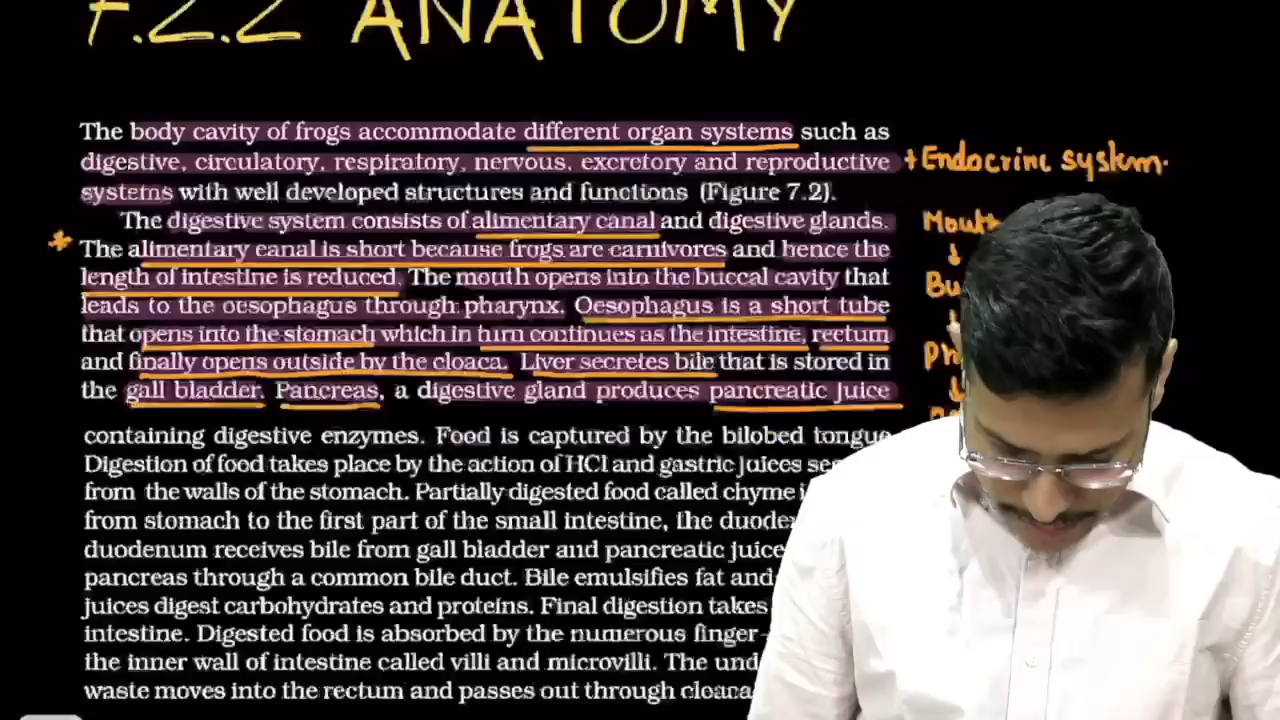 7.2.2 ANATOMY
The body cavity of frogs accommodate different organ systems such as
digestive, circulatory, respiratory, nervous, excretory and reproductive + Endocrine system.
systems with well developed structures and functions (Figure 7.2).
The digestive system consists of alimentary canal and digestive glands. Mouth
* The alimentary canal is short because frogs are carnivores and hence the ↓
length of intestine is reduced. The mouth opens into the buccal cavity that Bu
leads to the oesophagus through pharynx. Oesophagus is a short tube
that opens into the stomach which in turn continues as the intestine, rectum
and finally opens outside by the cloaca. Liver secretes bile that is stored in Ph
the gall bladder. Pancreas, a digestive gland produces pancreatic juice ↓
containing digestive enzymes. Food is captured by the bilobed tongue
Digestion of food takes place by the action of HCl and gastric juices se
from the walls of the stomach. Partially digested food called chyme i
from stomach to the first part of the small intestine, the duode
duodenum receives bile from gall bladder and pancreatic juice
pancreas through a common bile duct. Bile emulsifies fat and
juices digest carbohydrates and proteins. Final digestion takes
intestine. Digested food is absorbed by the numerous finger-
the inner wall of intestine called villi and microvilli. The und
waste moves into the rectum and passes out through cloaca